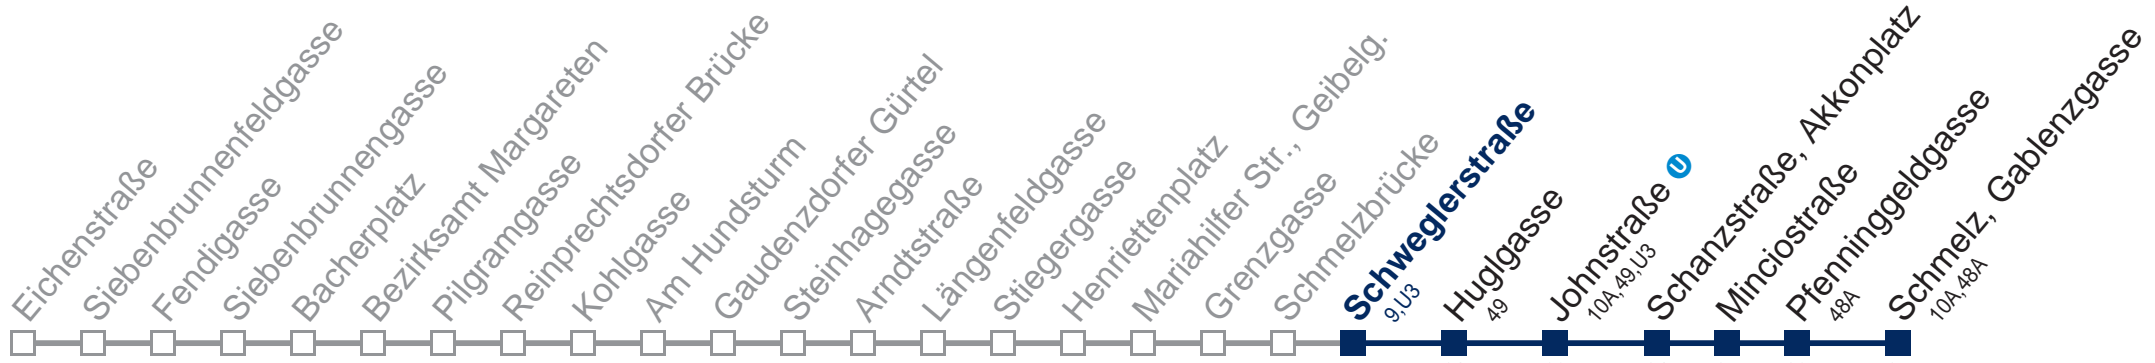 Eichenstraße
Siebenbrunnenfeldgasse
Fendigasse
Siebenbrunnengasse
Bacherplatz
Bezirksamt Margareten
Pilgramgasse
Reinprechtsdorfer Brücke
Kohlgasse
Am Hundsturm
Gaudenzdorfer Gürtel
Steinhagegasse
Arndtstraße
Längenfeldgasse
Stiegergasse
Henriettenplatz
Mariahilfer Str., Geibelg.
Grenzgasse
Schmelzbrücke
Schweglerstraße
9,U3
Huglgasse
49
Johnstraße U
10A,49,U3
Schanzstraße, Akkonplatz
Minciostraße
Pfenninggeldgasse
48A
Schmelz, Gablenzgasse
10A,48A